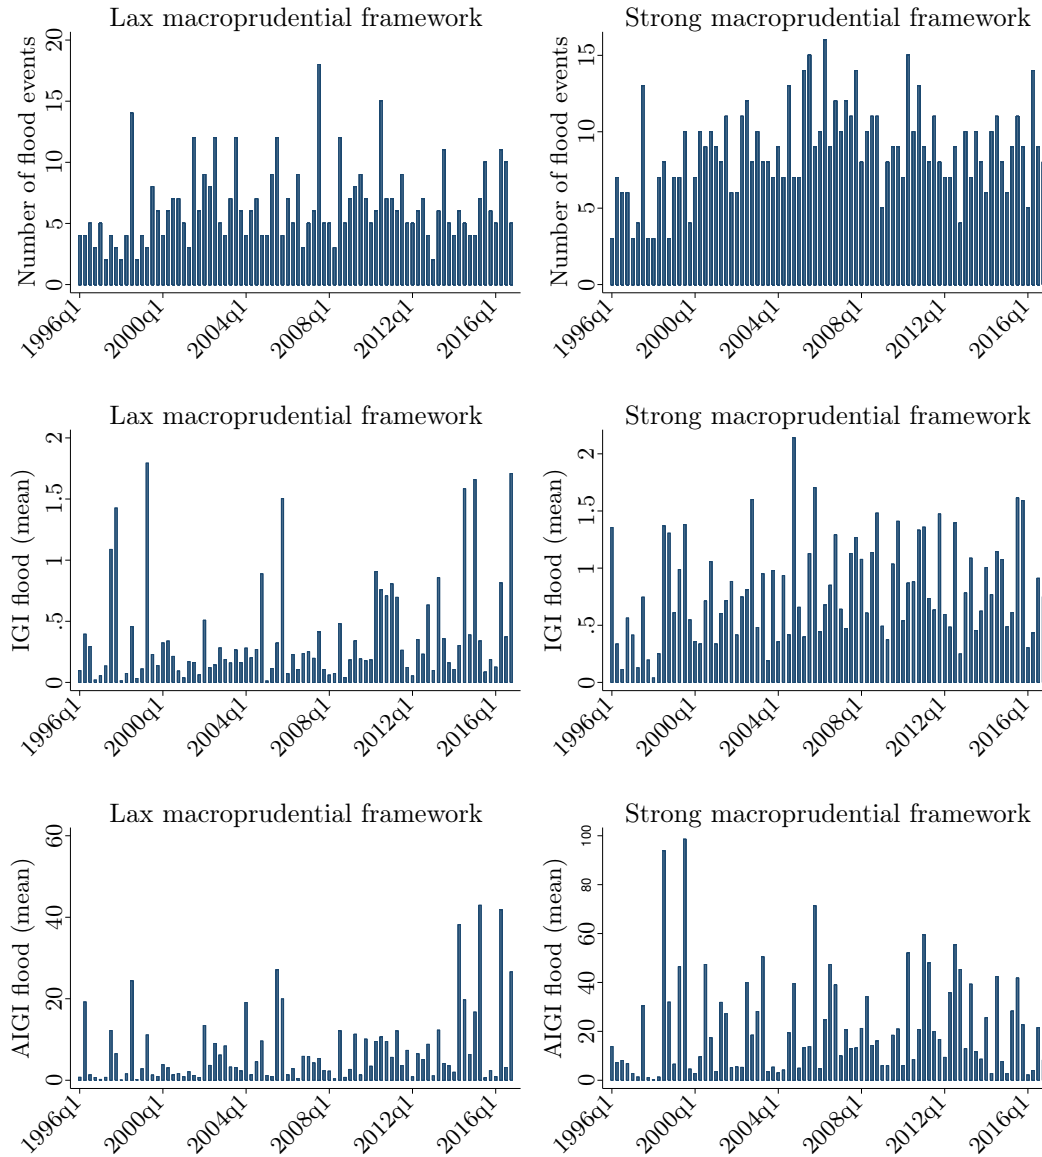 Lax macroprudential framework
Number of flood events
0 5 10 15 20
1996q1 2000q1 2004q1 2008q1 2012q1 2016q1
Strong macroprudential framework
Number of flood events
0 5 10 15
1996q1 2000q1 2004q1 2008q1 2012q1 2016q1
Lax macroprudential framework
IGI flood (mean)
0 .5 1 1.5 2
1996q1 2000q1 2004q1 2008q1 2012q1 2016q1
Strong macroprudential framework
IGI flood (mean)
0 .5 1 1.5 2
1996q1 2000q1 2004q1 2008q1 2012q1 2016q1
Lax macroprudential framework
AIGI flood (mean)
0 20 40 60
1996q1 2000q1 2004q1 2008q1 2012q1 2016q1
Strong macroprudential framework
AIGI flood (mean)
0 20 40 60 80 100
1996q1 2000q1 2004q1 2008q1 2012q1 2016q1